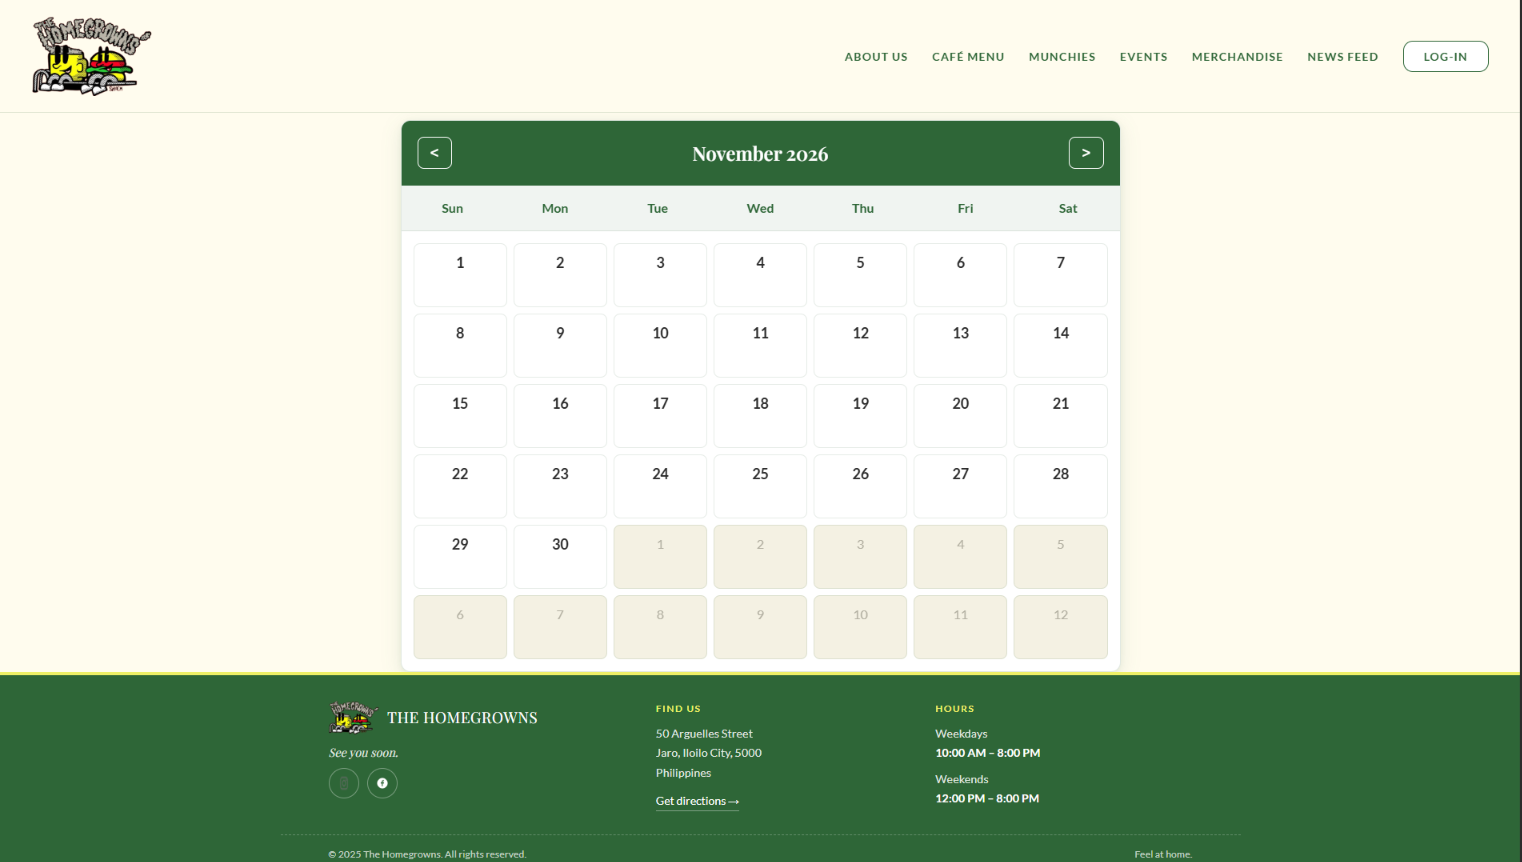 THE HOMEGROWNS
ABOUT US CAFÉ MENU MUNCHIES EVENTS MERCHANDISE NEWS FEED LOG-IN
< November 2026 >
Sun Mon Tue Wed Thu Fri Sat
1 2 3 4 5 6 7
8 9 10 11 12 13 14
15 16 17 18 19 20 21
22 23 24 25 26 27 28
29 30 1 2 3 4 5
6 7 8 9 10 11 12
HOMEGROWNS
THE HOMEGROWNS
See you soon.
FIND US
50 Arguelles Street
Jaro, Iloilo City, 5000
Philippines
Get directions →
HOURS
Weekdays
10:00 AM – 8:00 PM
Weekends
12:00 PM – 8:00 PM
© 2025 The Homegrowns. All rights reserved.
Feel at home.